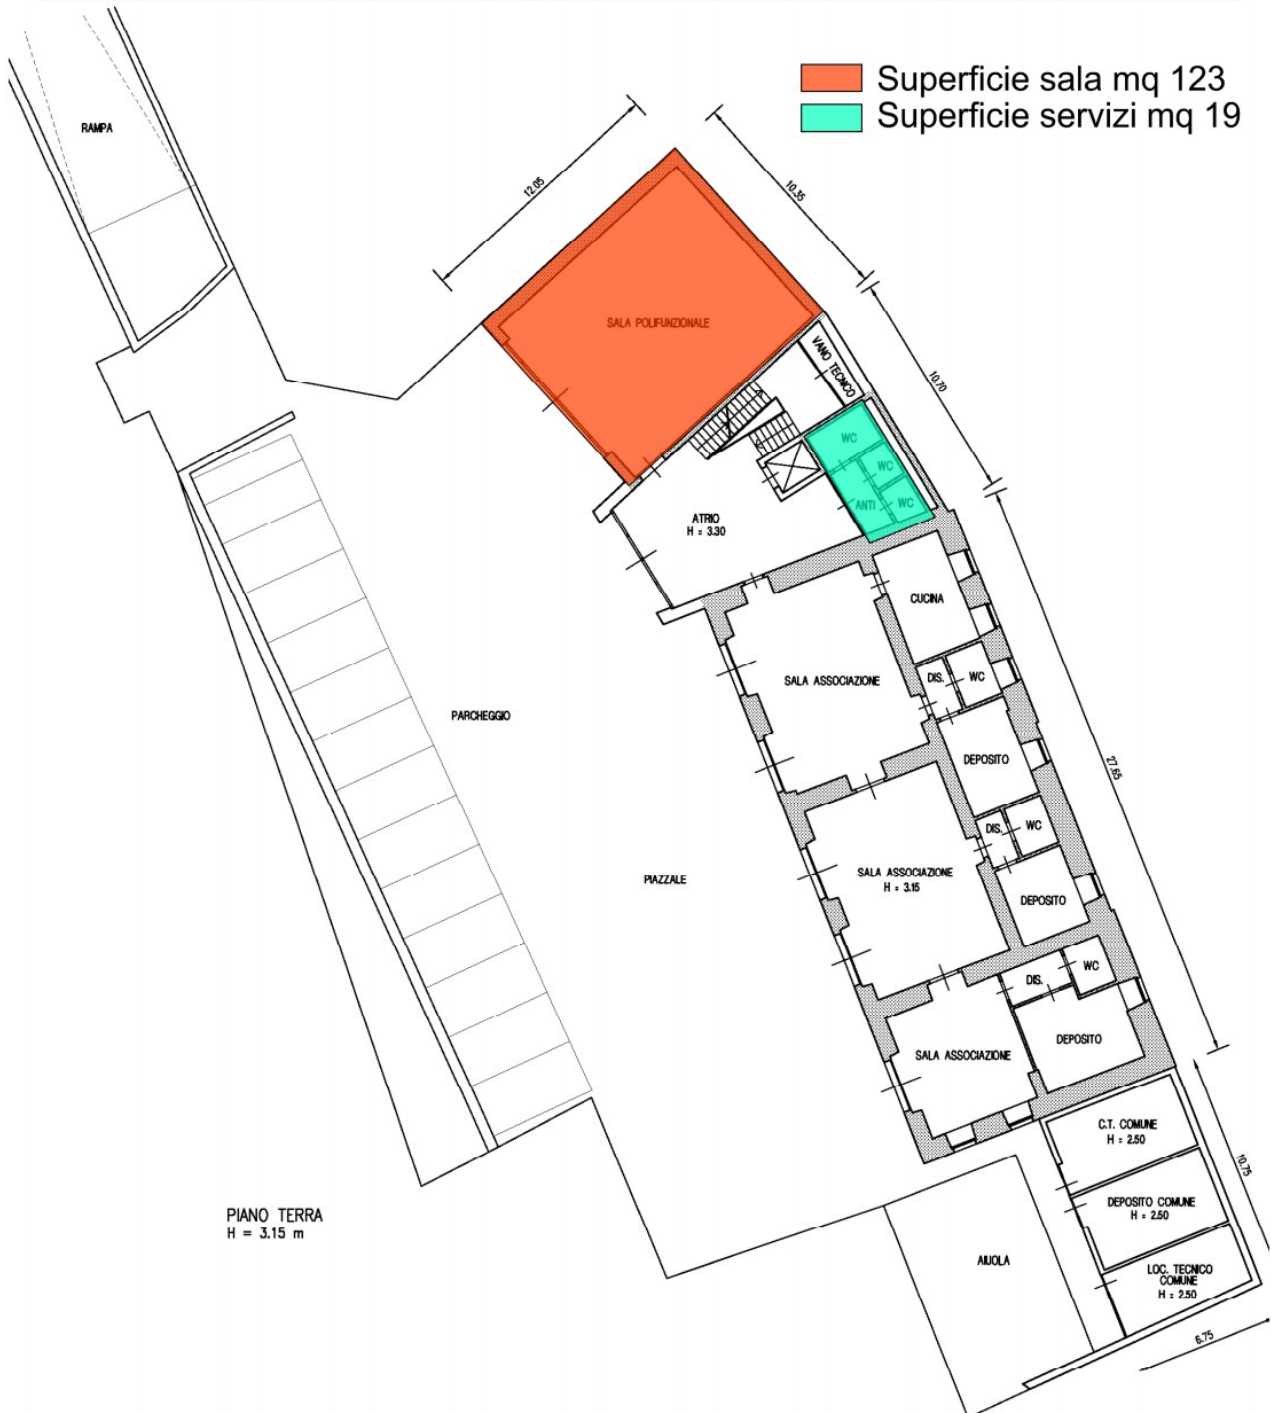 Superficie sala mq 123
Superficie servizi mq 19
RAMPA
12.05
10.35
SALA POLIFUNZIONALE
VANO TECNICO
10.70
WC
WC
ANTI
WC
ATRIO
H = 3.30
CUCINA
SALA ASSOCIAZIONE
DIS.
WC
PARCHEGGIO
DEPOSITO
27.65
DIS.
WC
PIAZZALE
SALA ASSOCIAZIONE
H = 3.15
DEPOSITO
DIS.
WC
SALA ASSOCIAZIONE
DEPOSITO
C.T. COMUNE
H = 2.50
10.75
DEPOSITO COMUNE
H = 2.50
PIANO TERRA
H = 3.15 m
AIUOLA
LOC. TECNICO
COMUNE
H = 2.50
6.75